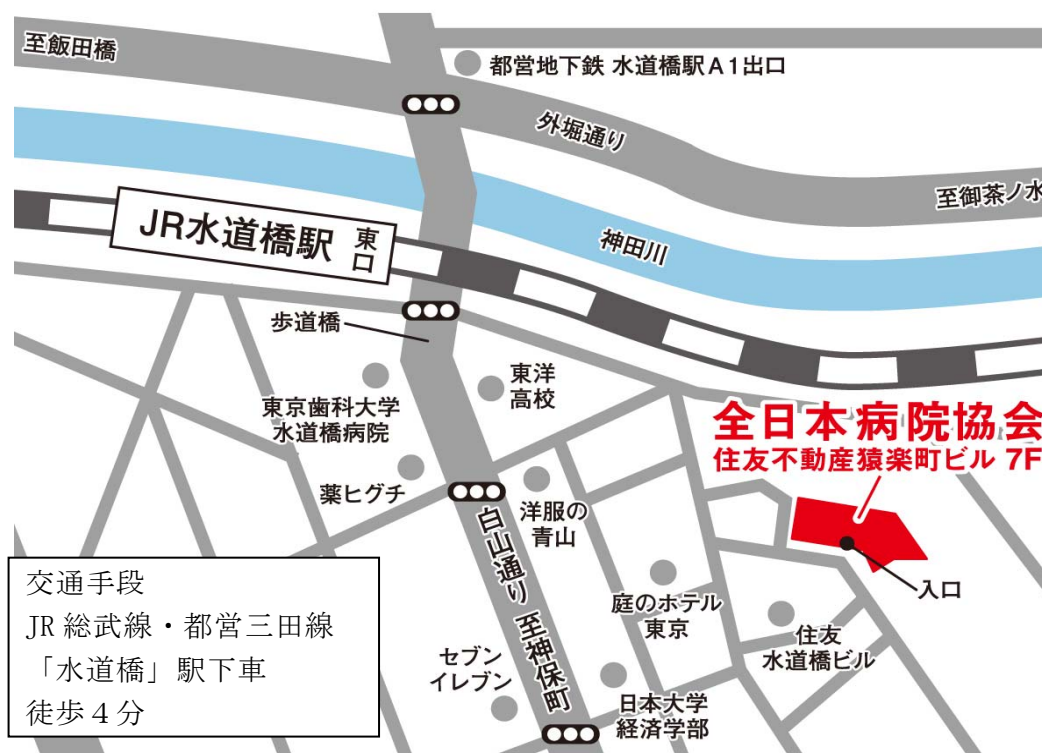 至飯田橋
都営地下鉄 水道橋駅A1出口
外堀通り
至御茶ノ水
JR水道橋駅 東口
神田川
歩道橋
東洋
高校
東京歯科大学
水道橋病院
全日本病院協会
住友不動産猿楽町ビル 7F
薬ヒグチ
洋服の
青山
白山通り 至神保町
入口
庭のホテル
東京
住友
水道橋ビル
セブン
イレブン
日本大学
経済学部
交通手段
JR 総武線・都営三田線
「水道橋」駅下車
徒歩４分